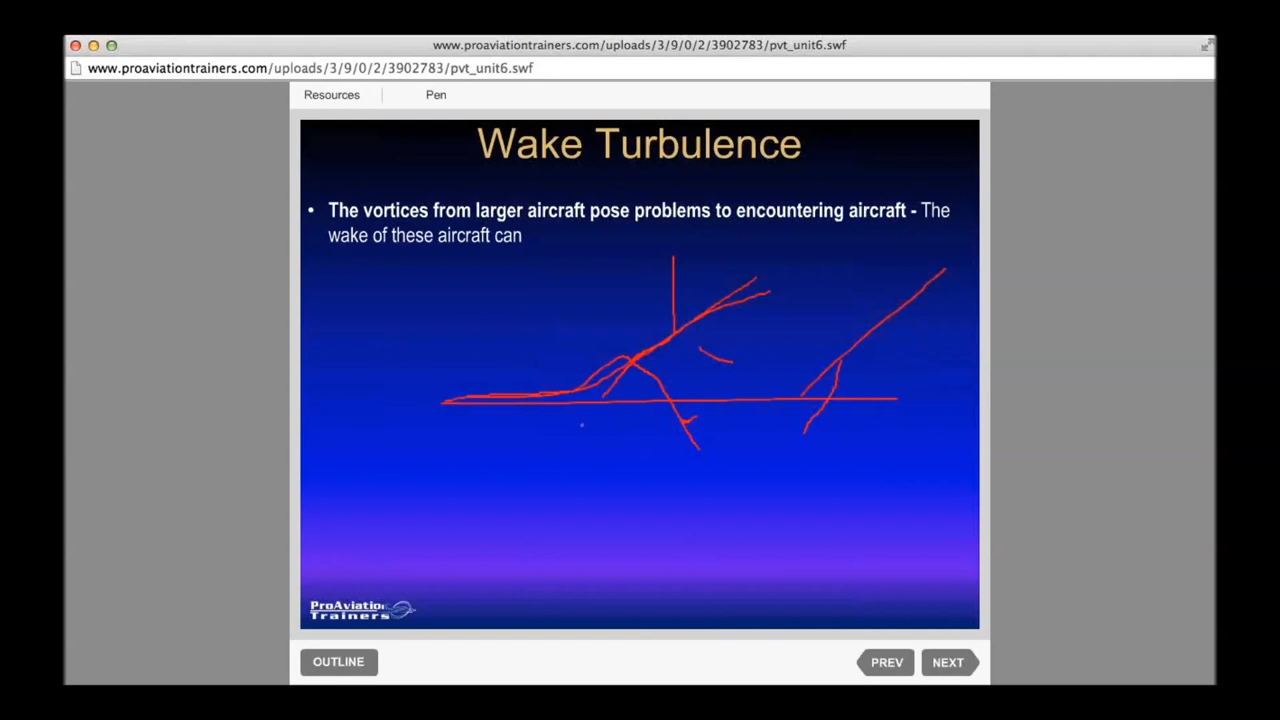 www.proaviationtrainers.com/uploads/3/9/0/2/3902783/pvt_unit6.swf
www.proaviationtrainers.com/uploads/3/9/0/2/3902783/pvt_unit6.swf
Resources Pen
Wake Turbulence
• The vortices from larger aircraft pose problems to encountering aircraft - The
wake of these aircraft can
ProAviation
Trainers
OUTLINE PREV NEXT